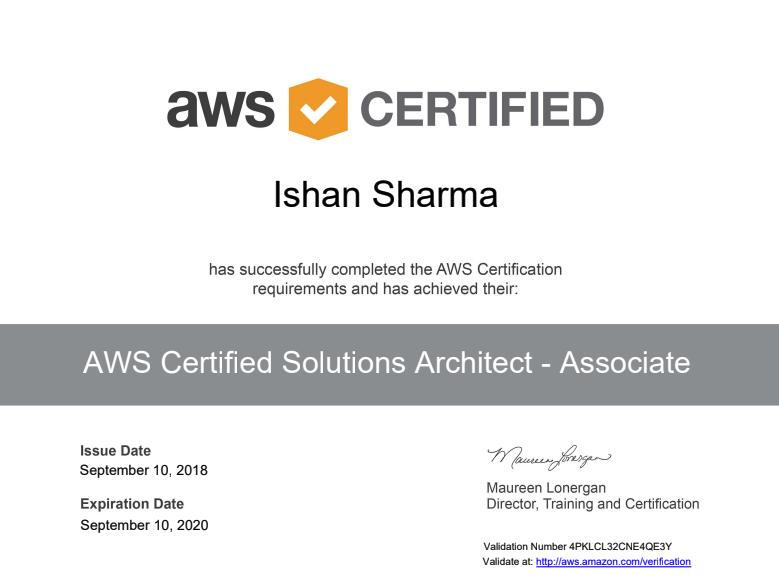 aws CERTIFIED
Ishan Sharma
has successfully completed the AWS Certification
requirements and has achieved their:
AWS Certified Solutions Architect - Associate
Issue Date
September 10, 2018
Expiration Date
September 10, 2020
Maureen Lonergan
Maureen Lonergan
Director, Training and Certification
Validation Number 4PKLCL32CNE4QE3Y
Validate at: http://aws.amazon.com/verification